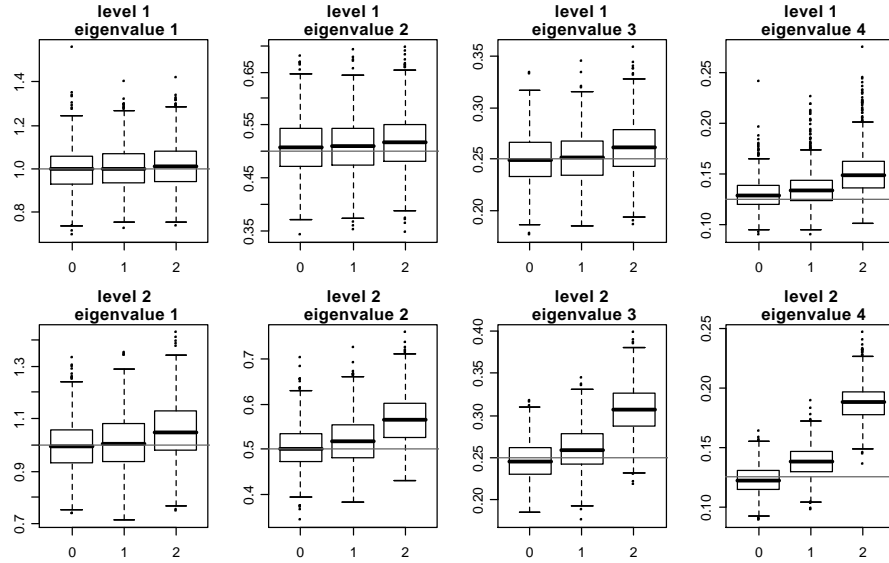 level 1
eigenvalue 1
level 1
eigenvalue 2
level 1
eigenvalue 3
level 1
eigenvalue 4
0.8 1.0 1.2 1.4
0.35 0.45 0.55 0.65
0.20 0.25 0.30 0.35
0.10 0.15 0.20 0.25
0 1 2
0 1 2
0 1 2
0 1 2
level 2
eigenvalue 1
level 2
eigenvalue 2
level 2
eigenvalue 3
level 2
eigenvalue 4
0.7 0.9 1.1 1.3
0.4 0.5 0.6 0.7
0.20 0.25 0.30 0.35 0.40
0.10 0.15 0.20 0.25
0 1 2
0 1 2
0 1 2
0 1 2